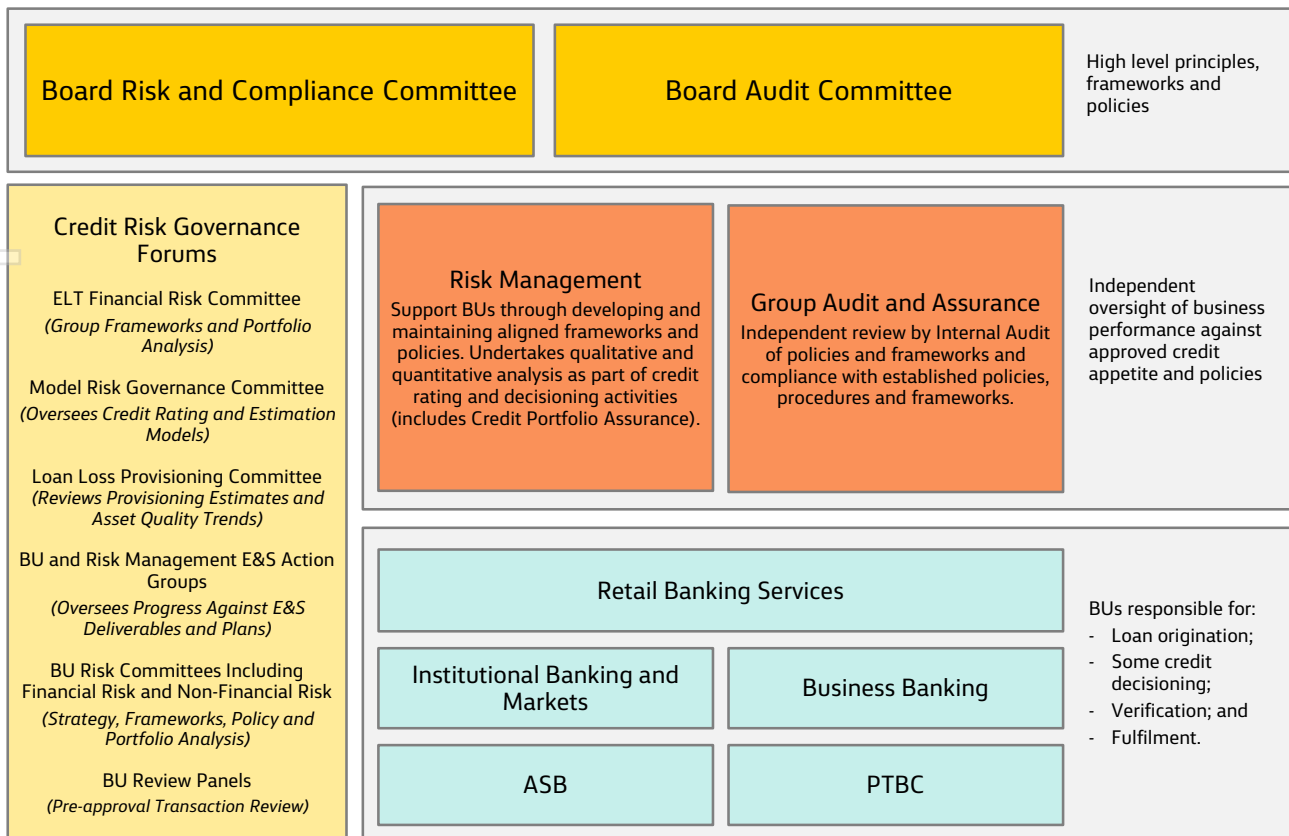 Board Risk and Compliance Committee
Board Audit Committee
High level principles,
frameworks and
policies
Credit Risk Governance
Forums
ELT Financial Risk Committee
(Group Frameworks and Portfolio
Analysis)
Model Risk Governance Committee
(Oversees Credit Rating and Estimation
Models)
Loan Loss Provisioning Committee
(Reviews Provisioning Estimates and
Asset Quality Trends)
BU and Risk Management E&S Action
Groups
(Oversees Progress Against E&S
Deliverables and Plans)
BU Risk Committees Including
Financial Risk and Non-Financial Risk
(Strategy, Frameworks, Policy and
Portfolio Analysis)
BU Review Panels
(Pre-approval Transaction Review)
Risk Management
Support BUs through developing and
maintaining aligned frameworks and
policies. Undertakes qualitative and
quantitative analysis as part of credit
rating and decisioning activities
(includes Credit Portfolio Assurance).
Group Audit and Assurance
Independent review by Internal Audit
of policies and frameworks and
compliance with established policies,
procedures and frameworks.
Independent
oversight of business
performance against
approved credit
appetite and policies
Retail Banking Services
Institutional Banking and
Markets
Business Banking
ASB
PTBC
BUs responsible for:
- Loan origination;
- Some credit
decisioning;
- Verification; and
- Fulfilment.